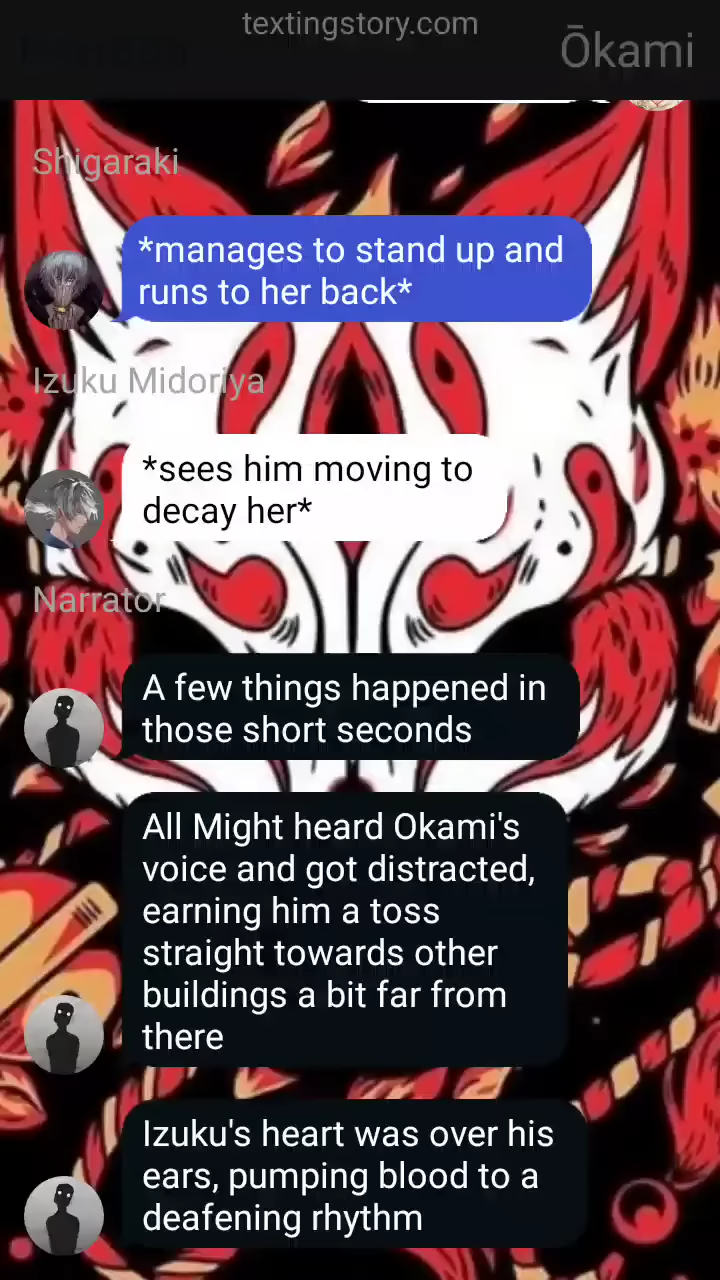 textingstory.com
Ōkami
Shigaraki
*manages to stand up and
runs to her back*
Izuku Midoriya
*sees him moving to
decay her*
Narrator
A few things happened in
those short seconds
All Might heard Okami's
voice and got distracted,
earning him a toss
straight towards other
buildings a bit far from
there
Izuku's heart was over his
ears, pumping blood to a
deafening rhythm